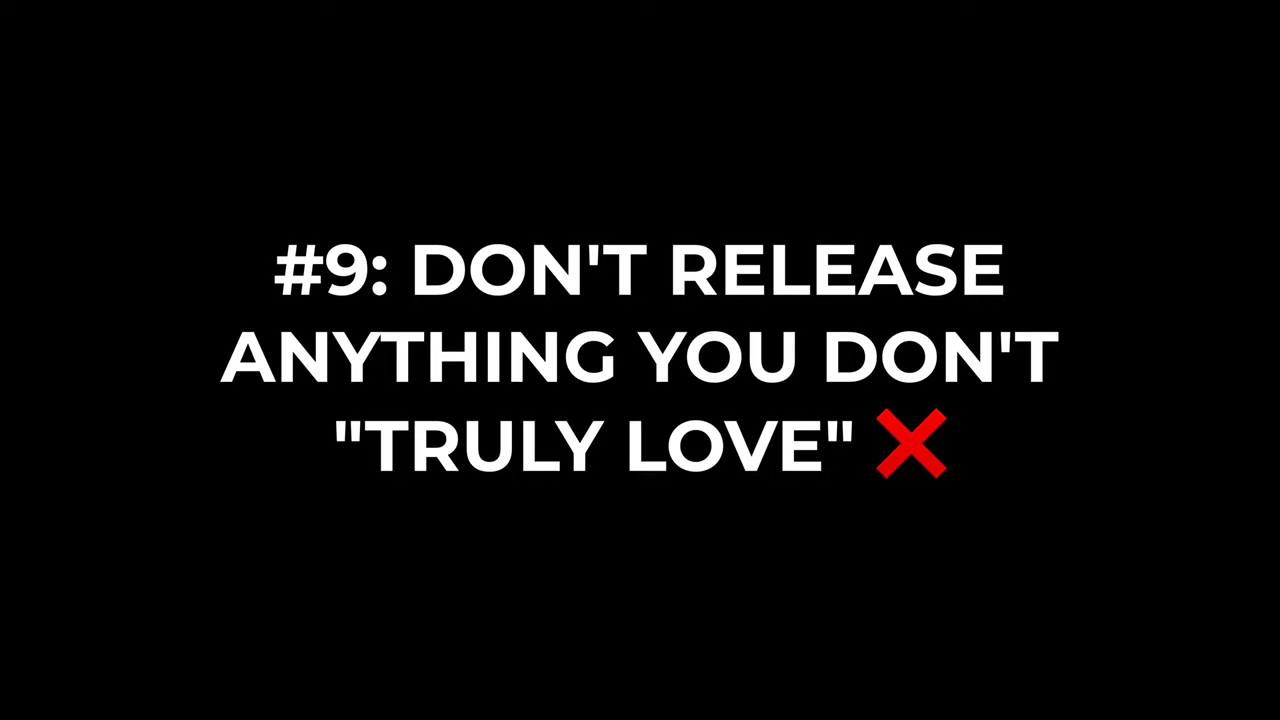 #9: DON'T RELEASE
ANYTHING YOU DON'T
"TRULY LOVE" ❌